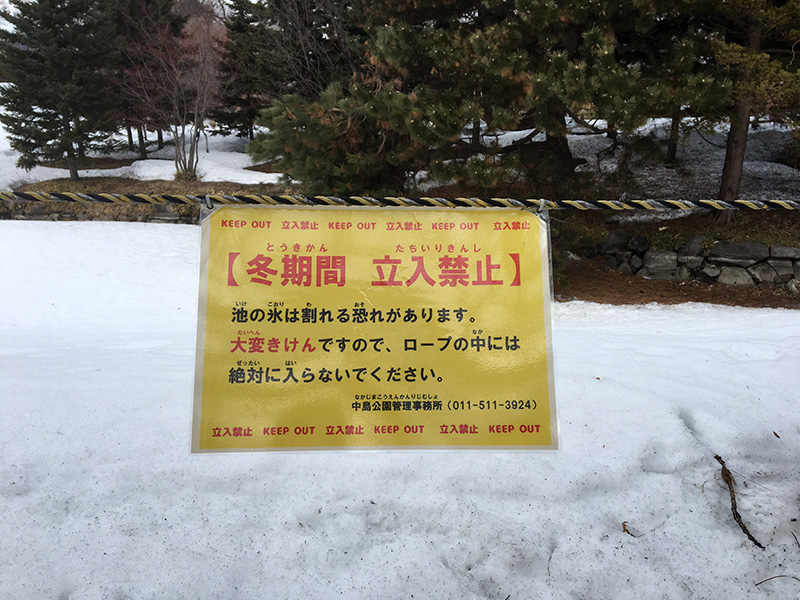 KEEP OUT 立入禁止 KEEP OUT 立入禁止 KEEP OUT 立入禁止
とうきかん たちいりきんし
【冬期間 立入禁止】
いけ こおり わ おそ
池の氷は割れる恐れがあります。
たいへん なか
大変きけんですので、ロープの中には
ぜったい はい
絶対に入らないでください。
なかじまこうえんかんりじむしょ
中島公園管理事務所（011-511-3924）
立入禁止 KEEP OUT 立入禁止 KEEP OUT 立入禁止 KEEP OUT